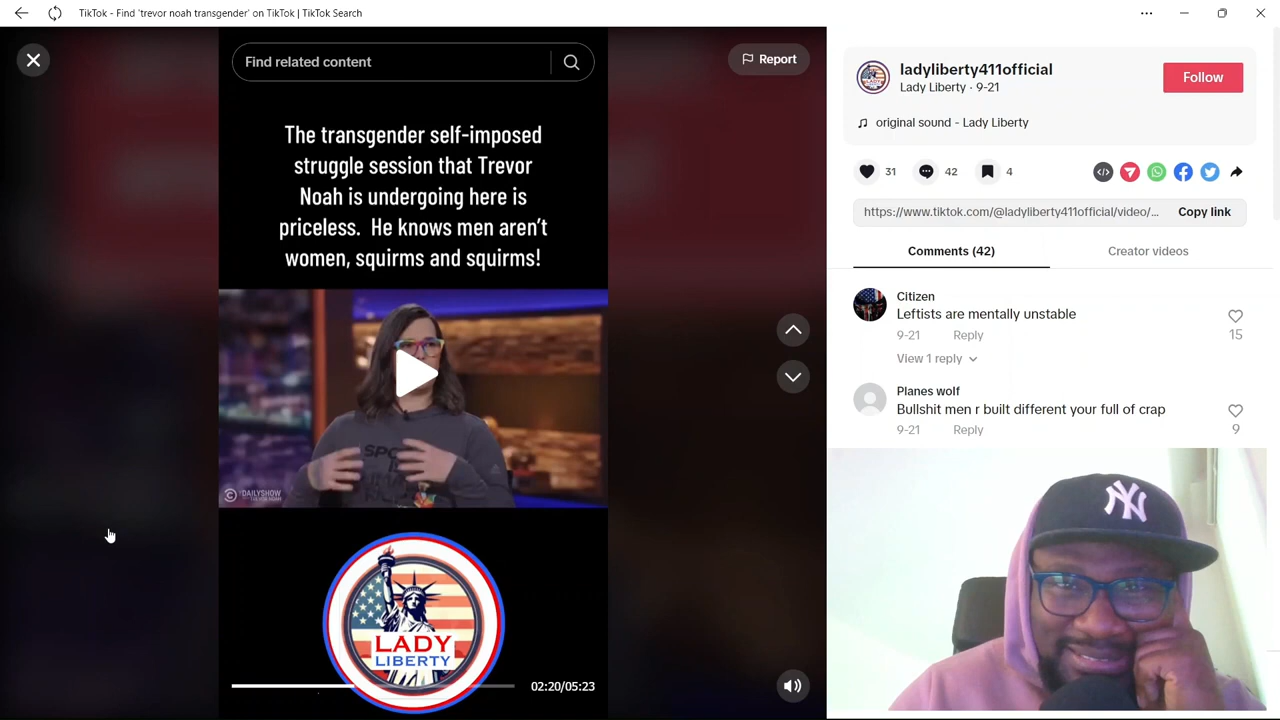 TikTok - Find 'trevor noah transgender' on TikTok | TikTok Search
Find related content
Report
The transgender self-imposed
struggle session that Trevor
Noah is undergoing here is
priceless. He knows men aren't
women, squirms and squirms!
THE DAILY SHOW
LADY
LIBERTY
02:20/05:23
ladyliberty411official
Lady Liberty · 9-21
Follow
original sound - Lady Liberty
31
42
4
https://www.tiktok.com/@ladyliberty411official/video/...
Copy link
Comments (42)
Creator videos
Citizen
Leftists are mentally unstable
9-21 Reply
15
View 1 reply
Planes wolf
Bullshit men r built different your full of crap
9-21 Reply
9
NY